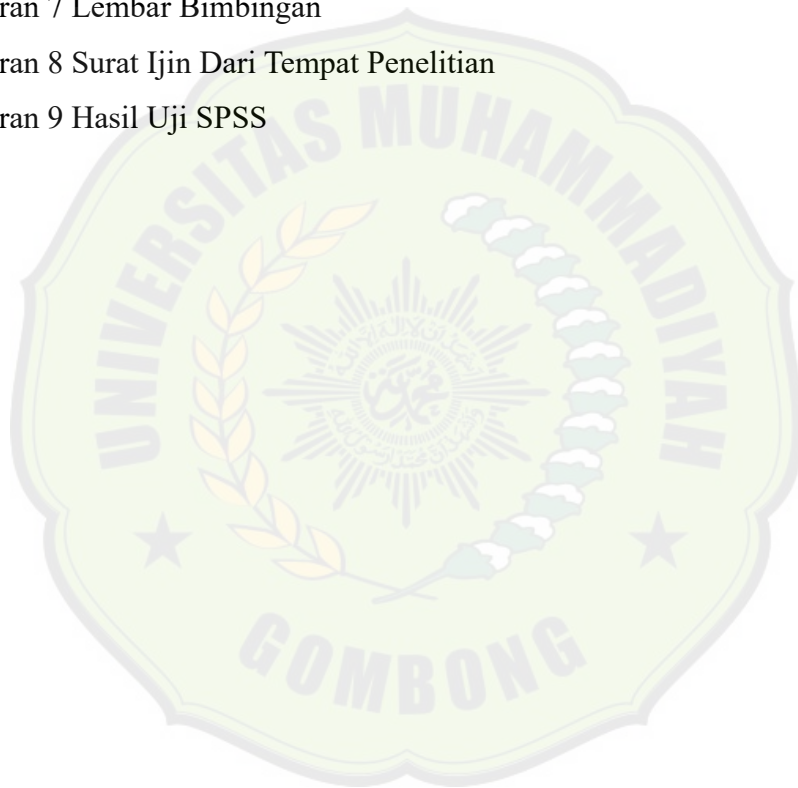 ran 7 Lembar Bimbingan
ran 8 Surat Ijin Dari Tempat Penelitian
ran 9 Hasil Uji SPSS
UNIVERSITAS MUHAMMADIYAH
GOMBONG